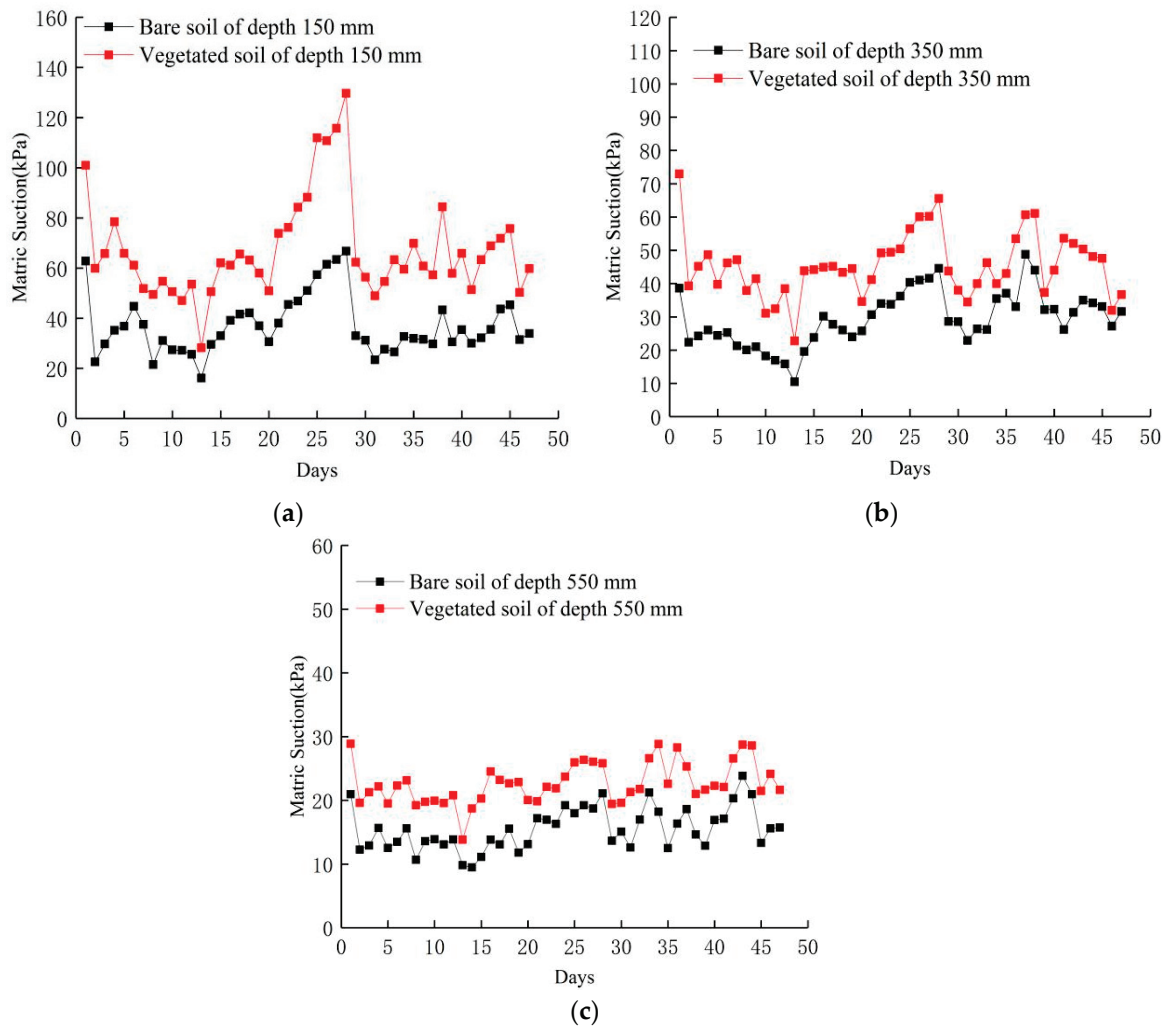 160
140
120
100
80
60
40
20
0
Matric Suction(kPa)
Bare soil of depth 150 mm
Vegetated soil of depth 150 mm
0 5 10 15 20 25 30 35 40 45 50
Days
(a)
120
110
100
90
80
70
60
50
40
30
20
10
0
Matric Suction(kPa)
Bare soil of depth 350 mm
Vegetated soil of depth 350 mm
0 5 10 15 20 25 30 35 40 45 50
Days
(b)
60
50
40
30
20
10
0
Matric Suction(kPa)
Bare soil of depth 550 mm
Vegetated soil of depth 550 mm
0 5 10 15 20 25 30 35 40 45 50
Days
(c)